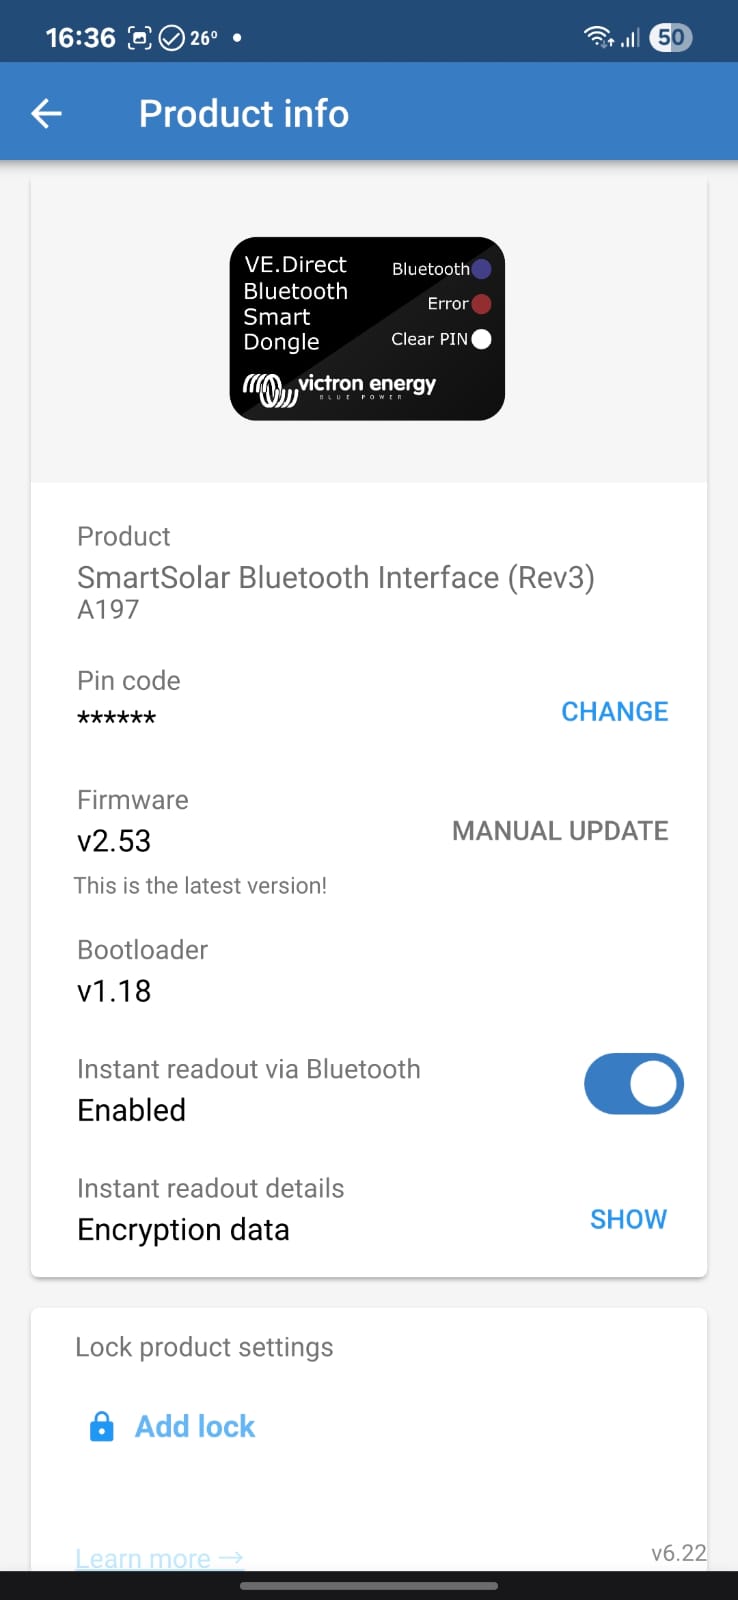 16:36 26° 50
Product info
VE.Direct
Bluetooth
Smart
Dongle
Bluetooth
Error
Clear PIN
victron energy
BLUE POWER
Product
SmartSolar Bluetooth Interface (Rev3)
A197
Pin code
******
CHANGE
Firmware
v2.53
MANUAL UPDATE
This is the latest version!
Bootloader
v1.18
Instant readout via Bluetooth
Enabled
Instant readout details
Encryption data
SHOW
Lock product settings
Add lock
Learn more →
v6.22